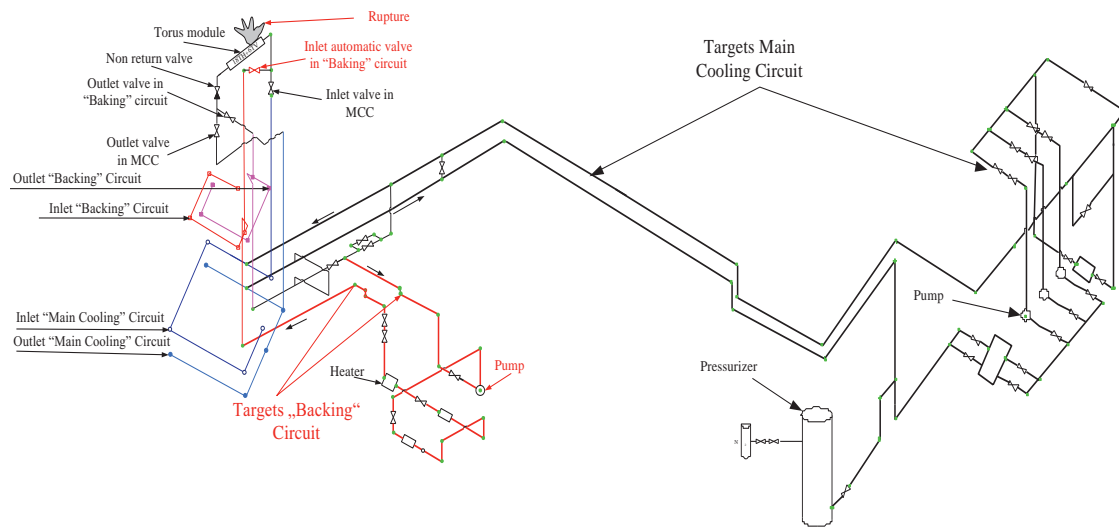 Rupture
Torus module
Inlet automatic valve
in “Baking” circuit
Non return valve
Outlet valve in
“Baking” circuit
Inlet valve in
MCC
Outlet valve
in MCC
Targets Main
Cooling Circuit
Outlet “Backing” Circuit
Inlet “Backing” Circuit
Inlet “Main Cooling” Circuit
Outlet “Main Cooling” Circuit
Pump
Pressurizer
Heater
Pump
Targets „Backing“
Circuit
N